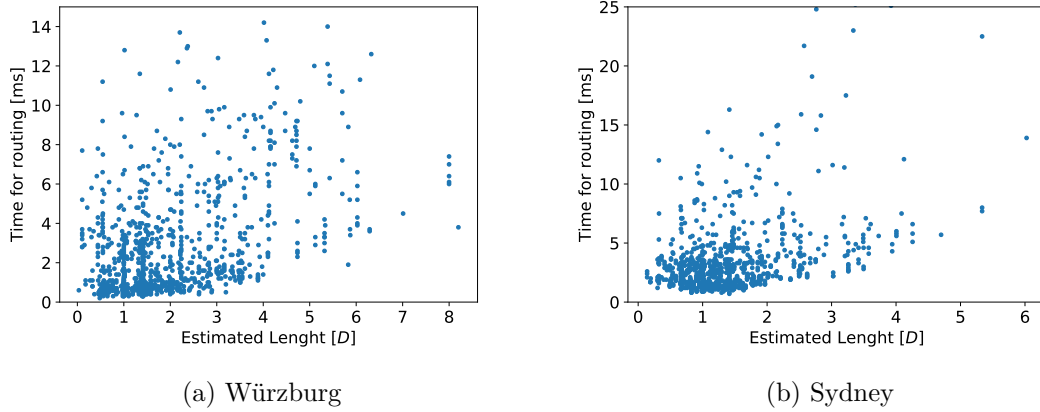 14
12
10
8
6
4
2
0
Time for routing [ms]
0 1 2 3 4 5 6 7 8
Estimated Lenght [D]
(a) Würzburg
25
20
15
10
5
0
Time for routing [ms]
0 1 2 3 4 5 6
Estimated Lenght [D]
(b) Sydney